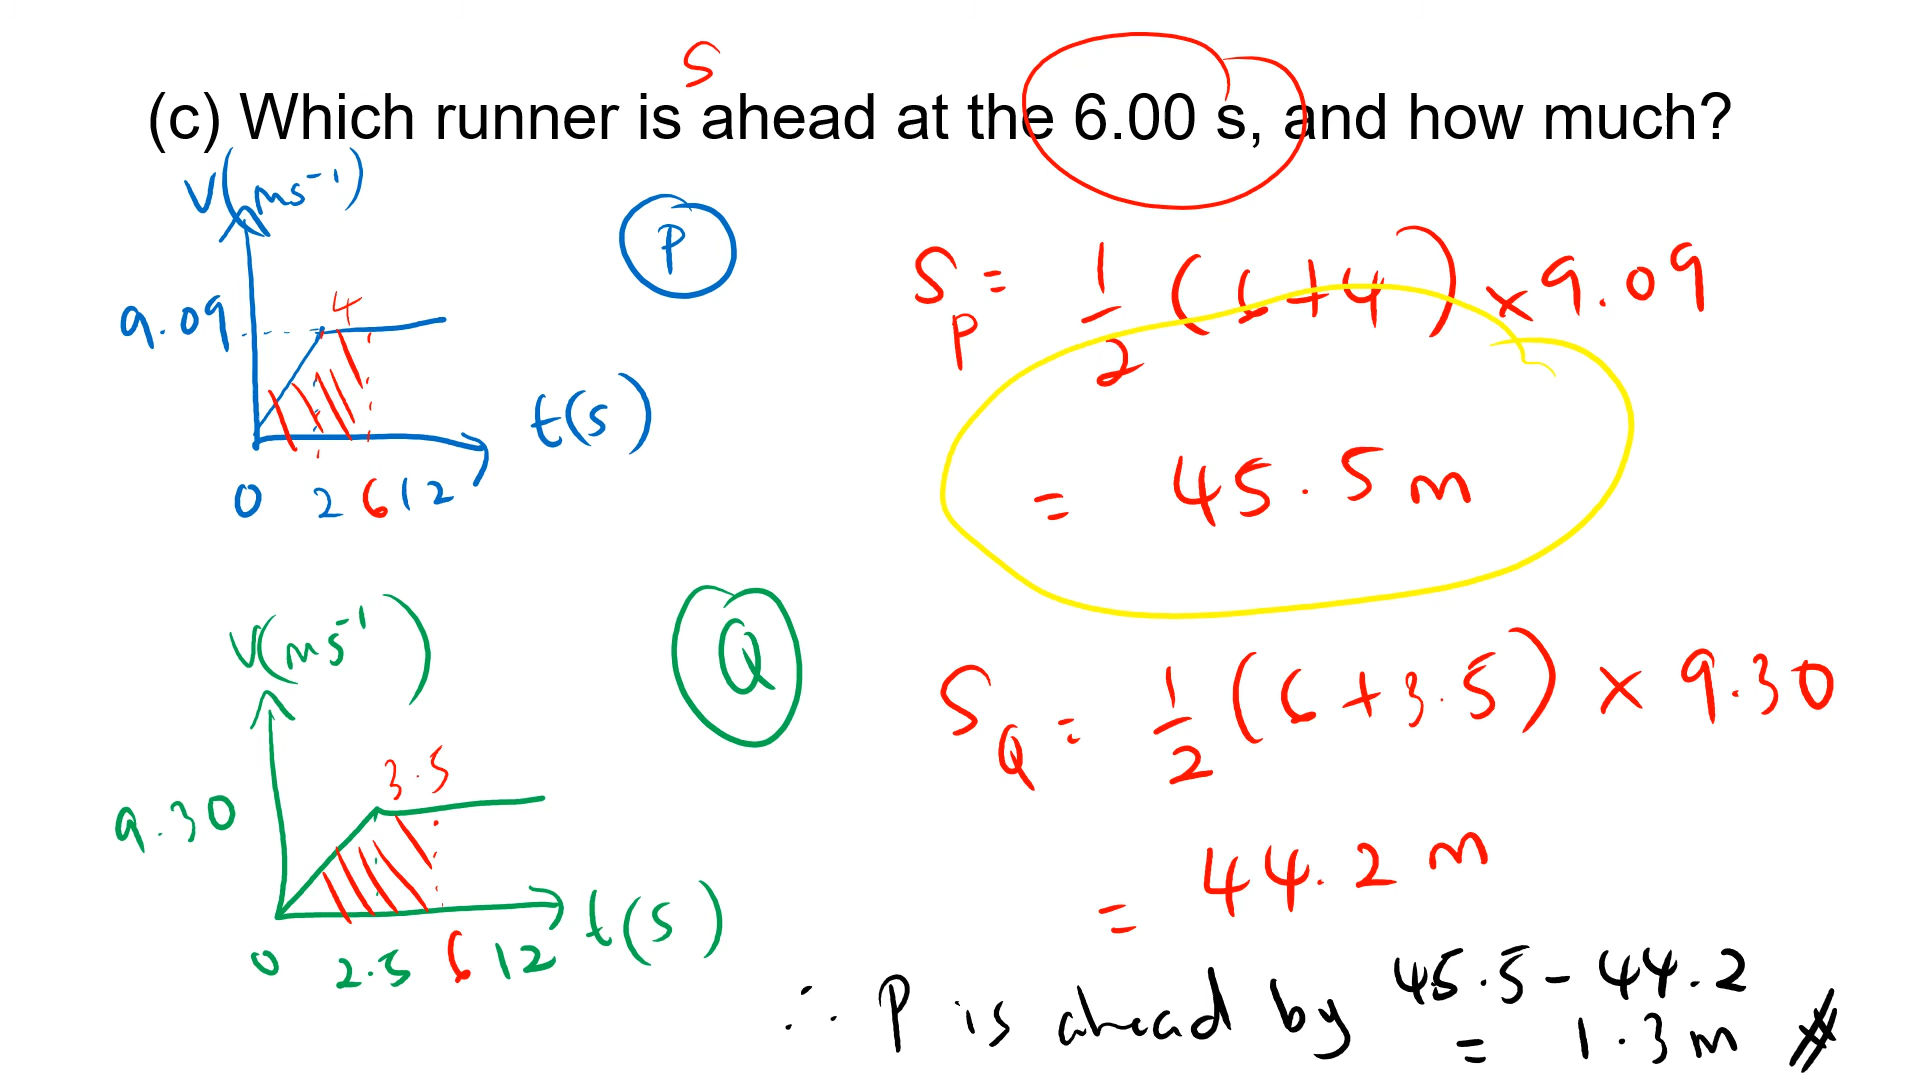 S
(c) Which runner is ahead at the 6.00 s, and how much?
V(ms⁻¹)
P
9.09
4
t(s)
0 2 6 12
S_P = 1/2 (6+4) × 9.09
= 45.5 m
V(ms⁻¹)
Q
9.30
3.5
t(s)
0 2.5 6 12
S_Q = 1/2 (6+3.5) × 9.30
= 44.2 m
∴ P is ahead by 45.5 - 44.2
= 1.3 m #